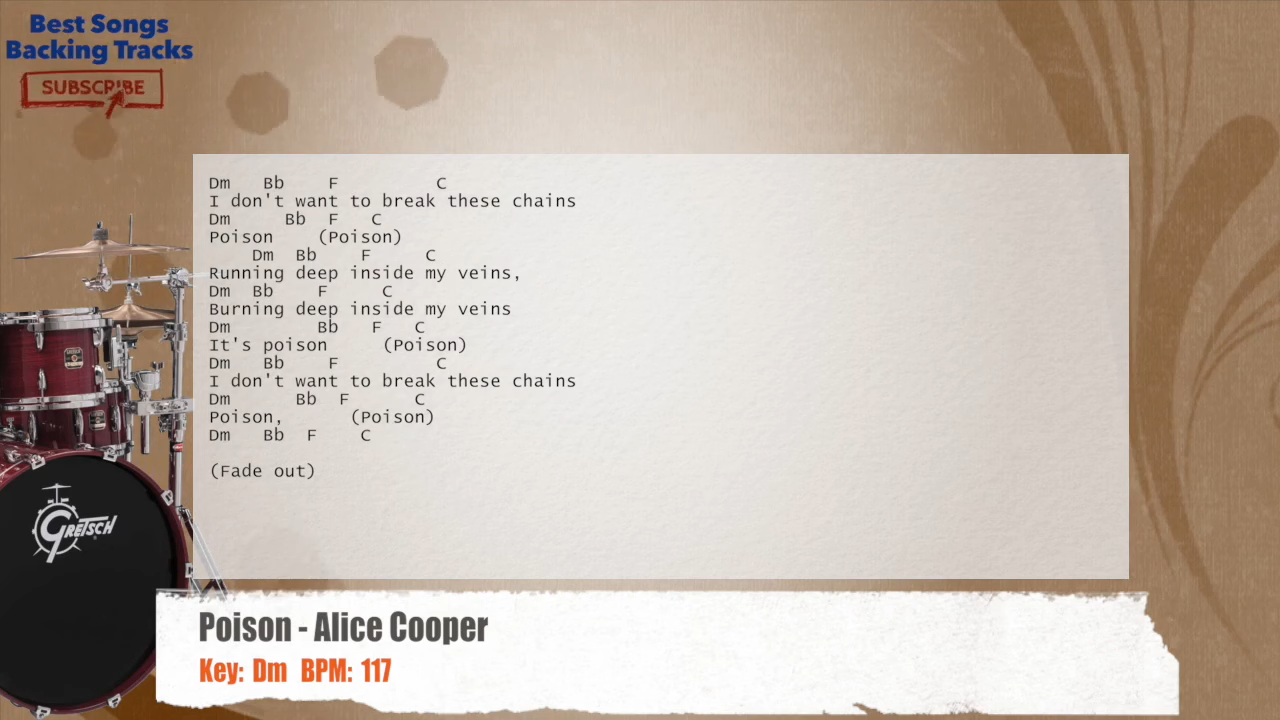 Best Songs
Backing Tracks
SUBSCRIBE
Dm   Bb    F         C
I don't want to break these chains
Dm     Bb  F   C
Poison    (Poison)
    Dm  Bb    F     C
Running deep inside my veins,
Dm  Bb    F     C
Burning deep inside my veins
Dm        Bb   F   C
It's poison     (Poison)
Dm   Bb    F         C
I don't want to break these chains
Dm      Bb  F      C
Poison,      (Poison)
Dm   Bb  F    C
(Fade out)
GRETSCH
Poison - Alice Cooper
Key: Dm  BPM: 117